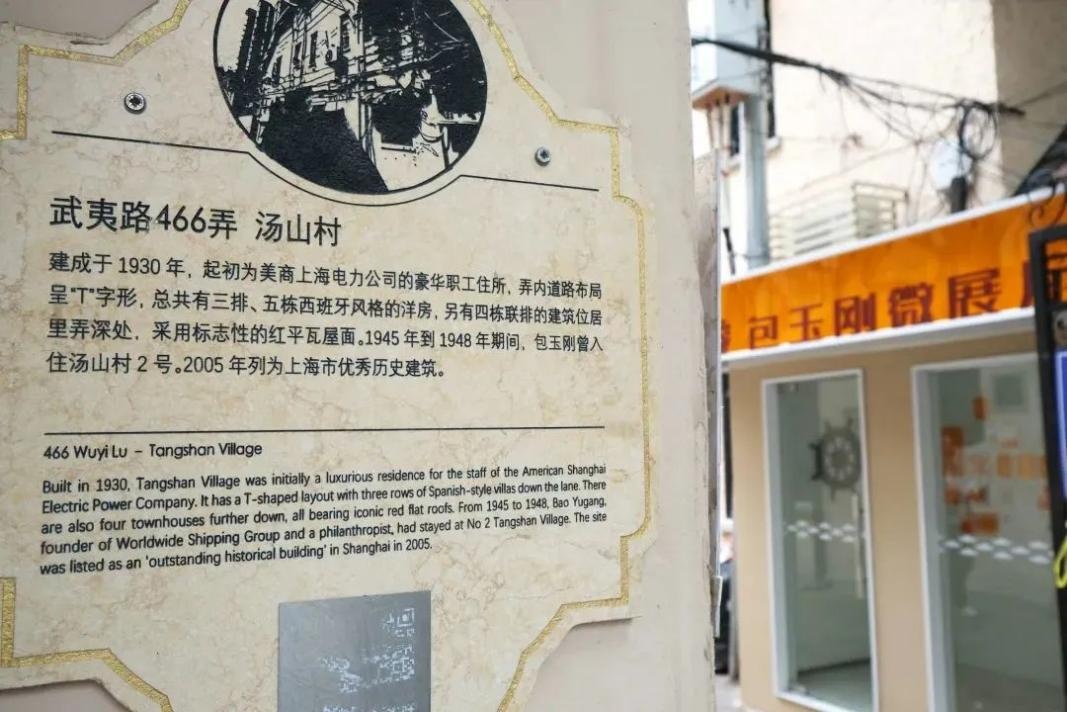 武夷路466弄 汤山村
建成于 1930 年，起初为美商上海电力公司的豪华职工住所，弄内道路布局
呈“T”字形，总共有三排、五栋西班牙风格的洋房，另有四栋联排的建筑位居
里弄深处，采用标志性的红平瓦屋面。1945 年到 1948 年期间，包玉刚曾入
住汤山村 2 号。2005 年列为上海市优秀历史建筑。
466 Wuyi Lu – Tangshan Village
Built in 1930, Tangshan Village was initially a luxurious residence for the staff of the American Shanghai
Electric Power Company. It has a T-shaped layout with three rows of Spanish-style villas down the lane. There
are also four townhouses further down, all bearing iconic red flat roofs. From 1945 to 1948, Bao Yugang,
founder of Worldwide Shipping Group and a philanthropist, had stayed at No 2 Tangshan Village. The site
was listed as an 'outstanding historical building' in Shanghai in 2005.
包玉刚微展